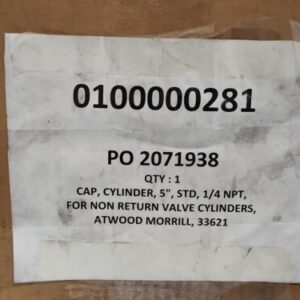 0100000281
PO 2071938
QTY : 1
CAP, CYLINDER, 5", STD, 1/4 NPT,
FOR NON RETURN VALVE CYLINDERS,
ATWOOD MORRILL, 33621